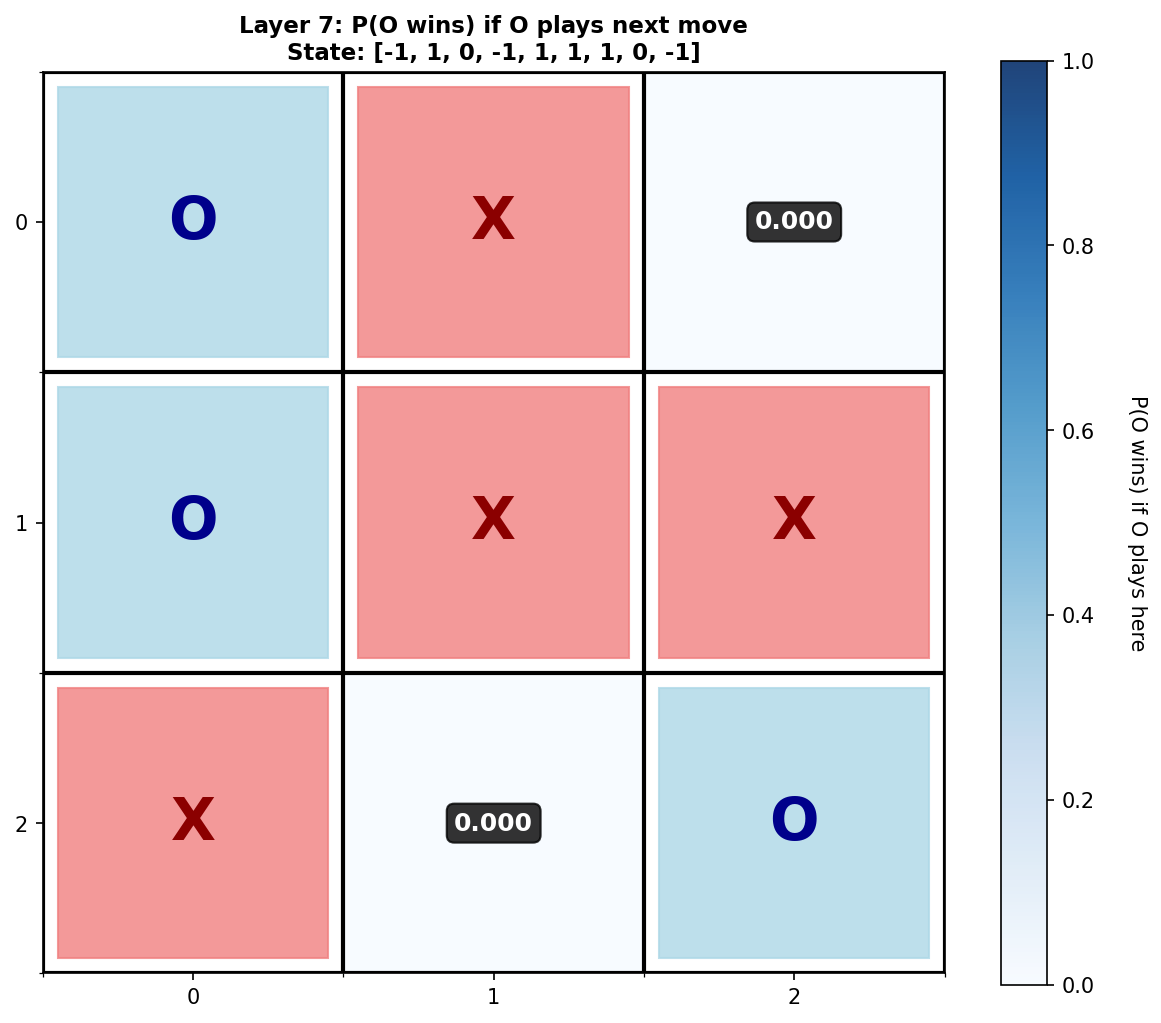 Layer 7: P(O wins) if O plays next move
State: [-1, 1, 0, -1, 1, 1, 1, 0, -1]
0
O
X
0.000
1
O
X
X
2
X
0.000
O
0
1
2
1.0
0.8
0.6
0.4
0.2
0.0
P(O wins) if O plays here